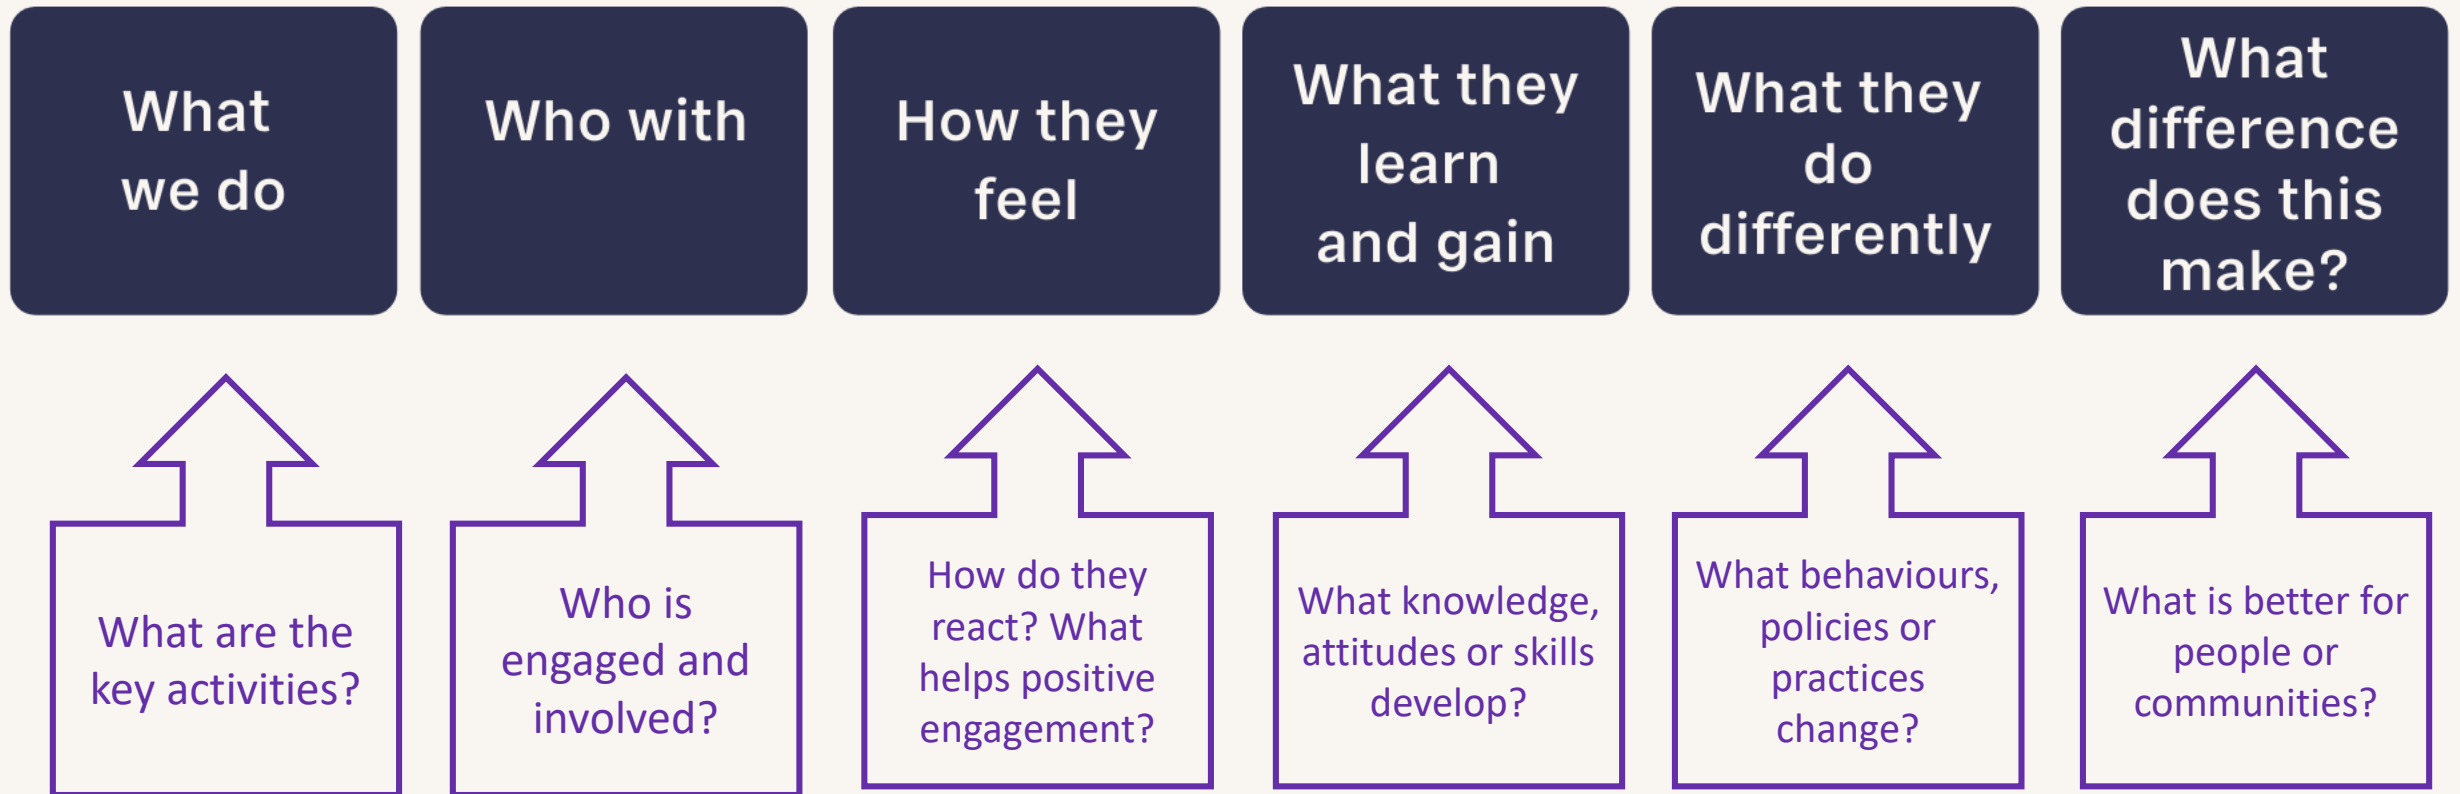 What
we do
Who with
How they
feel
What they
learn
and gain
What they
do
differently
What
difference
does this
make?
What are the
key activities?
Who is
engaged and
involved?
How do they
react? What
helps positive
engagement?
What knowledge,
attitudes or skills
develop?
What behaviours,
policies or
practices
change?
What is better for
people or
communities?